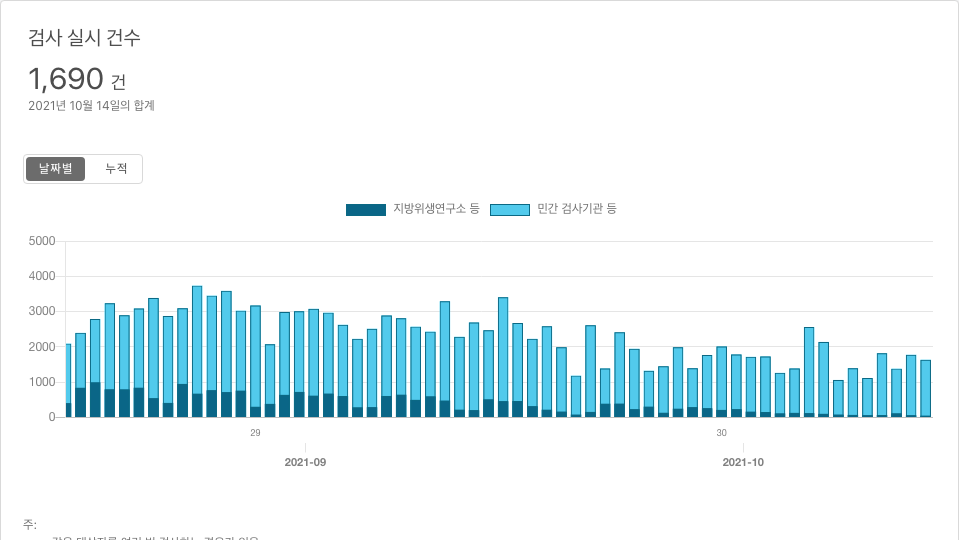 검사 실시 건수
1,690 건
2021년 10월 14일의 합계
날짜별 누적
지방위생연구소 등 민간 검사기관 등
5000
4000
3000
2000
1000
0
29 30
2021-09 2021-10
주: